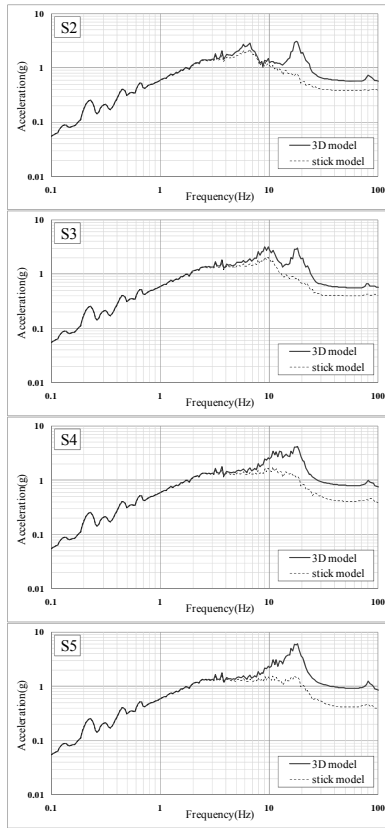 S2
Acceleration(g)
10
1
0.1
0.01
3D model
stick model
0.1 1 10 100
Frequency(Hz)
S3
Acceleration(g)
10
1
0.1
0.01
3D model
stick model
0.1 1 10 100
Frequency(Hz)
S4
Acceleration(g)
10
1
0.1
0.01
3D model
stick model
0.1 1 10 100
Frequency(Hz)
S5
Acceleration(g)
10
1
0.1
0.01
3D model
stick model
0.1 1 10 100
Frequency(Hz)